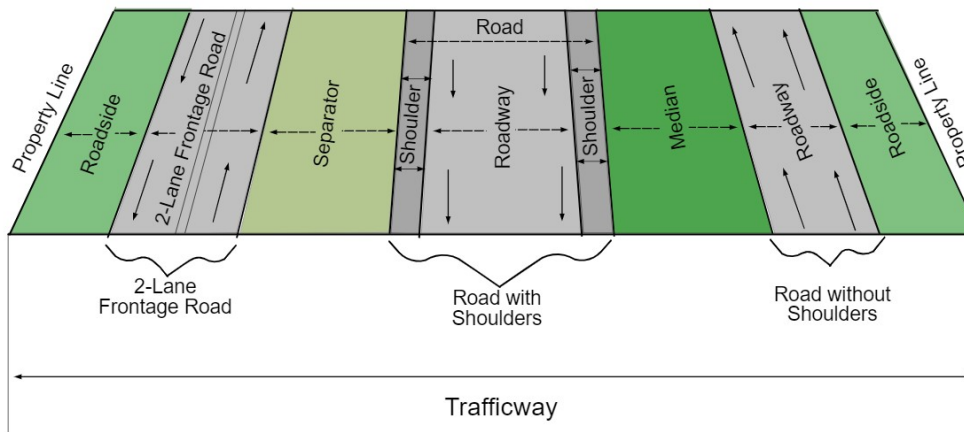 Property Line
Roadside
2-Lane Frontage Road
Separator
Shoulder
Road
Roadway
Shoulder
Median
Roadway
Roadside
Property Line
2-Lane
Frontage Road
Road with
Shoulders
Road without
Shoulders
Trafficway